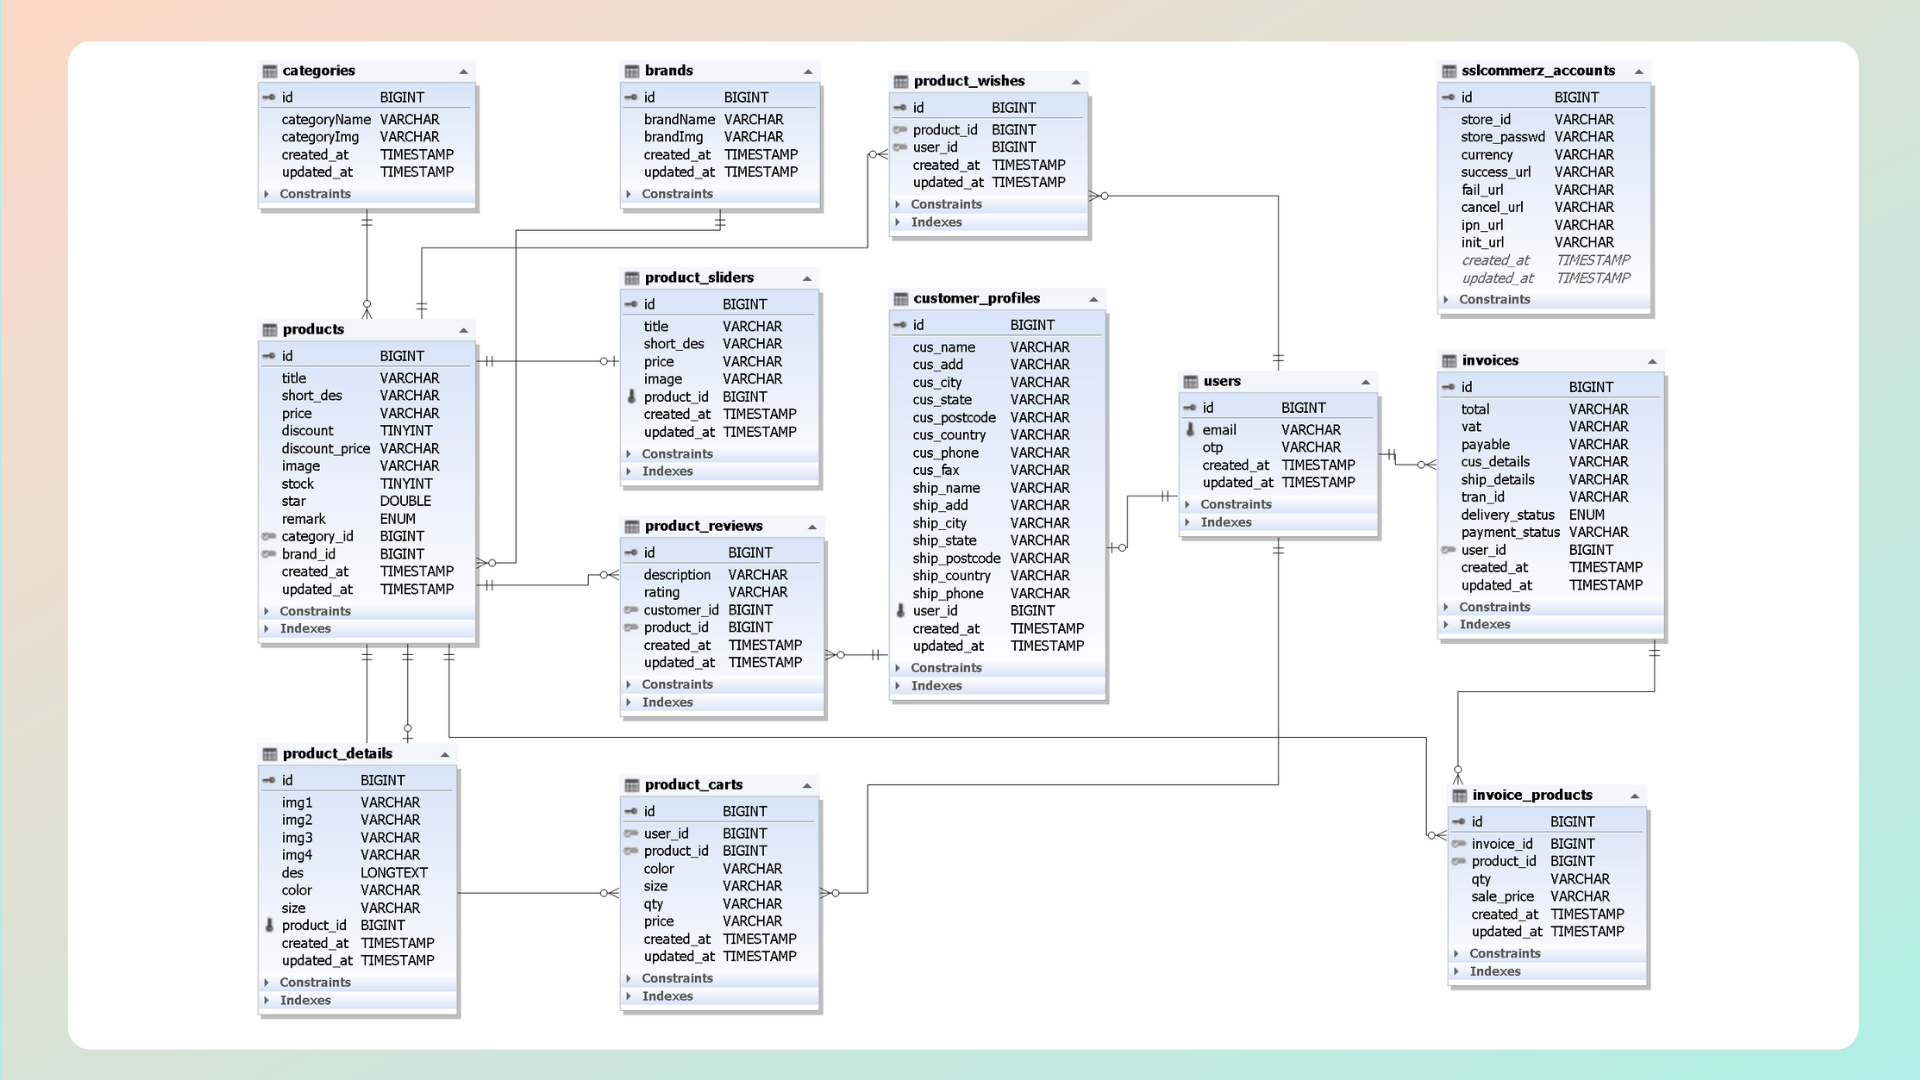 categories
id BIGINT
categoryName VARCHAR
categoryImg VARCHAR
created_at TIMESTAMP
updated_at TIMESTAMP
Constraints
brands
id BIGINT
brandName VARCHAR
brandImg VARCHAR
created_at TIMESTAMP
updated_at TIMESTAMP
Constraints
product_wishes
id BIGINT
product_id BIGINT
user_id BIGINT
created_at TIMESTAMP
updated_at TIMESTAMP
Constraints
Indexes
sslcommerz_accounts
id BIGINT
store_id VARCHAR
store_passwd VARCHAR
currency VARCHAR
success_url VARCHAR
fail_url VARCHAR
cancel_url VARCHAR
ipn_url VARCHAR
init_url VARCHAR
created_at TIMESTAMP
updated_at TIMESTAMP
Constraints
products
id BIGINT
title VARCHAR
short_des VARCHAR
price VARCHAR
discount TINYINT
discount_price VARCHAR
image VARCHAR
stock TINYINT
star DOUBLE
remark ENUM
category_id BIGINT
brand_id BIGINT
created_at TIMESTAMP
updated_at TIMESTAMP
Constraints
Indexes
product_sliders
id BIGINT
title VARCHAR
short_des VARCHAR
price VARCHAR
image VARCHAR
product_id BIGINT
created_at TIMESTAMP
updated_at TIMESTAMP
Constraints
Indexes
customer_profiles
id BIGINT
cus_name VARCHAR
cus_add VARCHAR
cus_city VARCHAR
cus_state VARCHAR
cus_postcode VARCHAR
cus_country VARCHAR
cus_phone VARCHAR
cus_fax VARCHAR
ship_name VARCHAR
ship_add VARCHAR
ship_city VARCHAR
ship_state VARCHAR
ship_postcode VARCHAR
ship_country VARCHAR
ship_phone VARCHAR
user_id BIGINT
created_at TIMESTAMP
updated_at TIMESTAMP
Constraints
Indexes
users
id BIGINT
email VARCHAR
otp VARCHAR
created_at TIMESTAMP
updated_at TIMESTAMP
Constraints
Indexes
invoices
id BIGINT
total VARCHAR
vat VARCHAR
payable VARCHAR
cus_details VARCHAR
ship_details VARCHAR
tran_id VARCHAR
delivery_status ENUM
payment_status VARCHAR
user_id BIGINT
created_at TIMESTAMP
updated_at TIMESTAMP
Constraints
Indexes
product_reviews
id BIGINT
description VARCHAR
rating VARCHAR
customer_id BIGINT
product_id BIGINT
created_at TIMESTAMP
updated_at TIMESTAMP
Constraints
Indexes
product_details
id BIGINT
img1 VARCHAR
img2 VARCHAR
img3 VARCHAR
img4 VARCHAR
des LONGTEXT
color VARCHAR
size VARCHAR
product_id BIGINT
created_at TIMESTAMP
updated_at TIMESTAMP
Constraints
Indexes
product_carts
id BIGINT
user_id BIGINT
product_id BIGINT
color VARCHAR
size VARCHAR
qty VARCHAR
price VARCHAR
created_at TIMESTAMP
updated_at TIMESTAMP
Constraints
Indexes
invoice_products
id BIGINT
invoice_id BIGINT
product_id BIGINT
qty VARCHAR
sale_price VARCHAR
created_at TIMESTAMP
updated_at TIMESTAMP
Constraints
Indexes